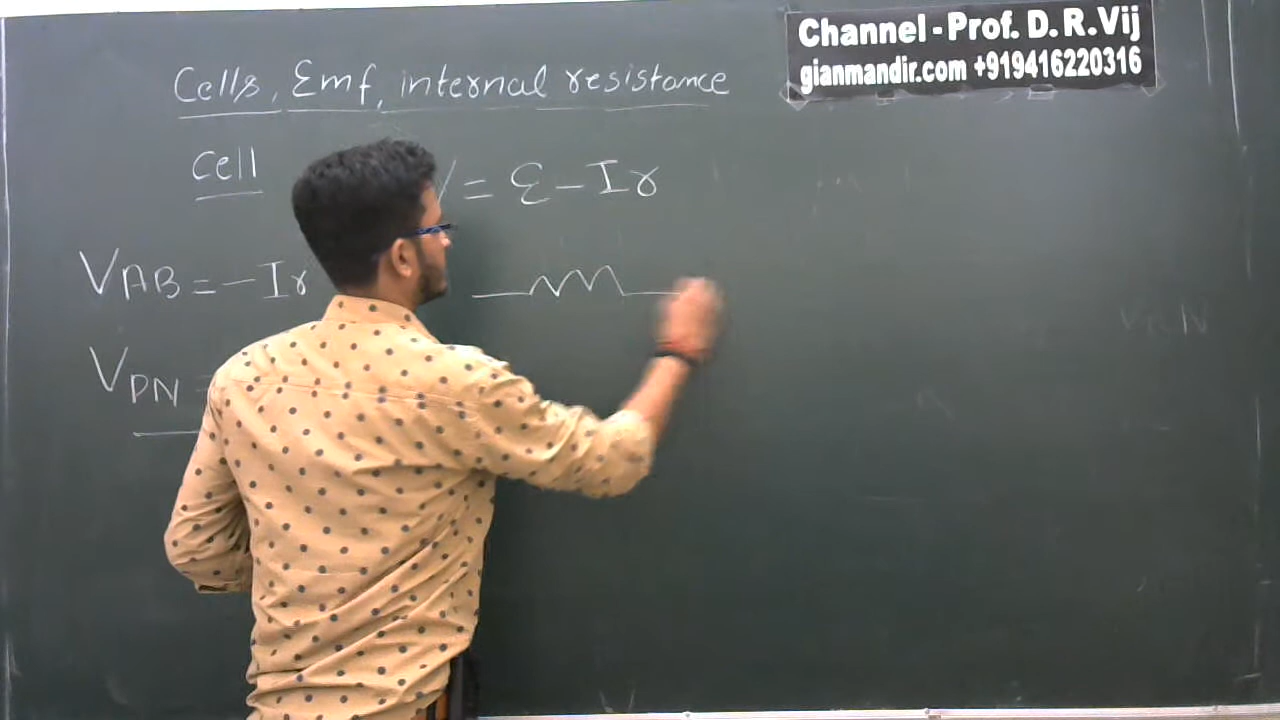 Channel - Prof. D. R. Vij
gianmandir.com +919416220316
Cells, Emf, internal resistance
Cell
V = ε - Ir
VAB = - Ir
VPN =